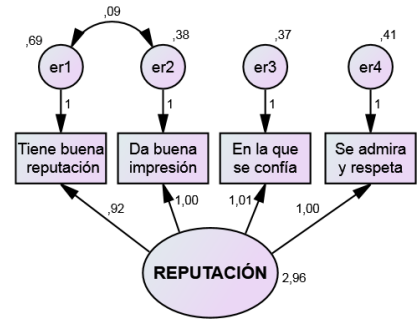 ,09
,69
,38
,37
,41
er1
er2
er3
er4
1
1
1
1
Tiene buena
reputación
Da buena
impresión
En la que
se confía
Se admira
y respeta
,92
1,00
1,01
1,00
REPUTACIÓN
2,96